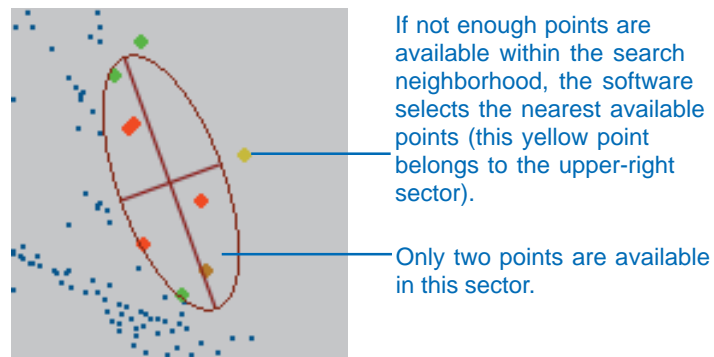 If not enough points are
available within the search
neighborhood, the software
selects the nearest available
points (this yellow point
belongs to the upper-right
sector).
Only two points are available
in this sector.